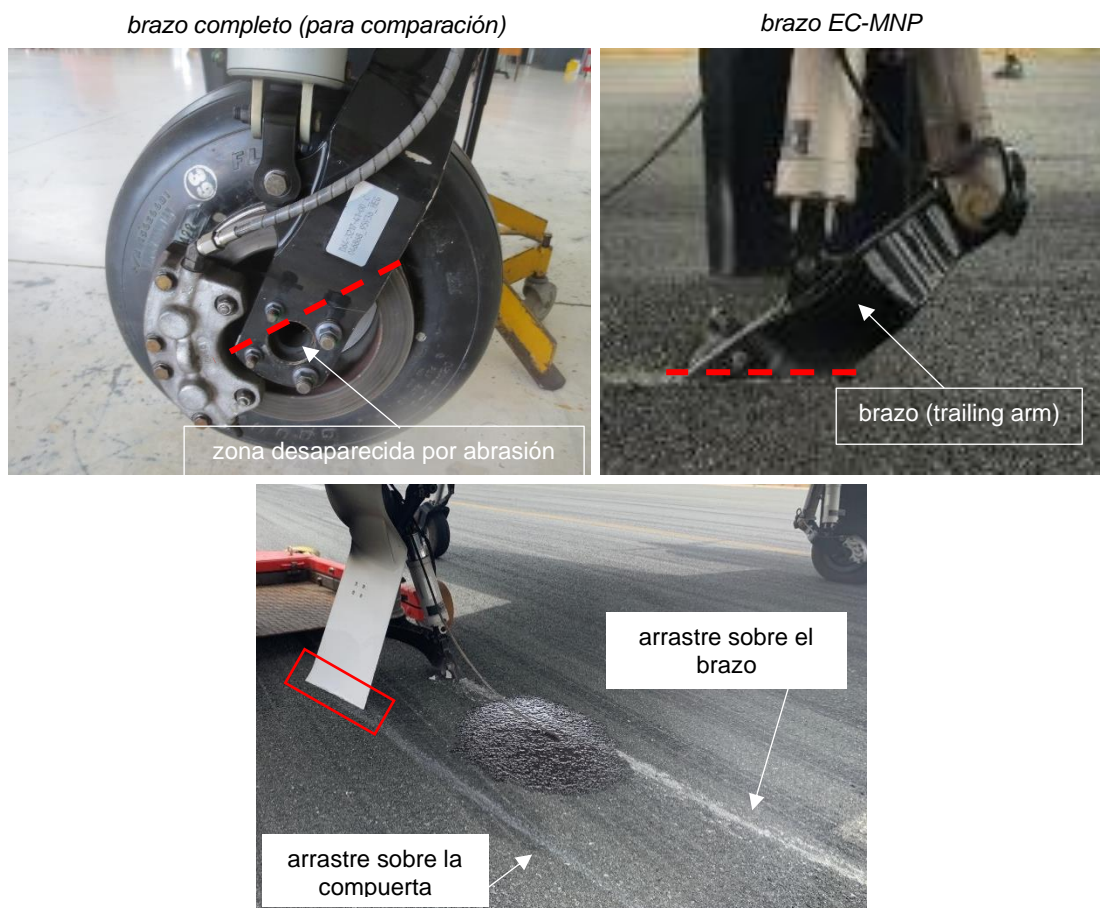 brazo completo (para comparación)
brazo EC-MNP
39
zona desaparecida por abrasión
brazo (trailing arm)
arrastre sobre el
brazo
arrastre sobre la
compuerta